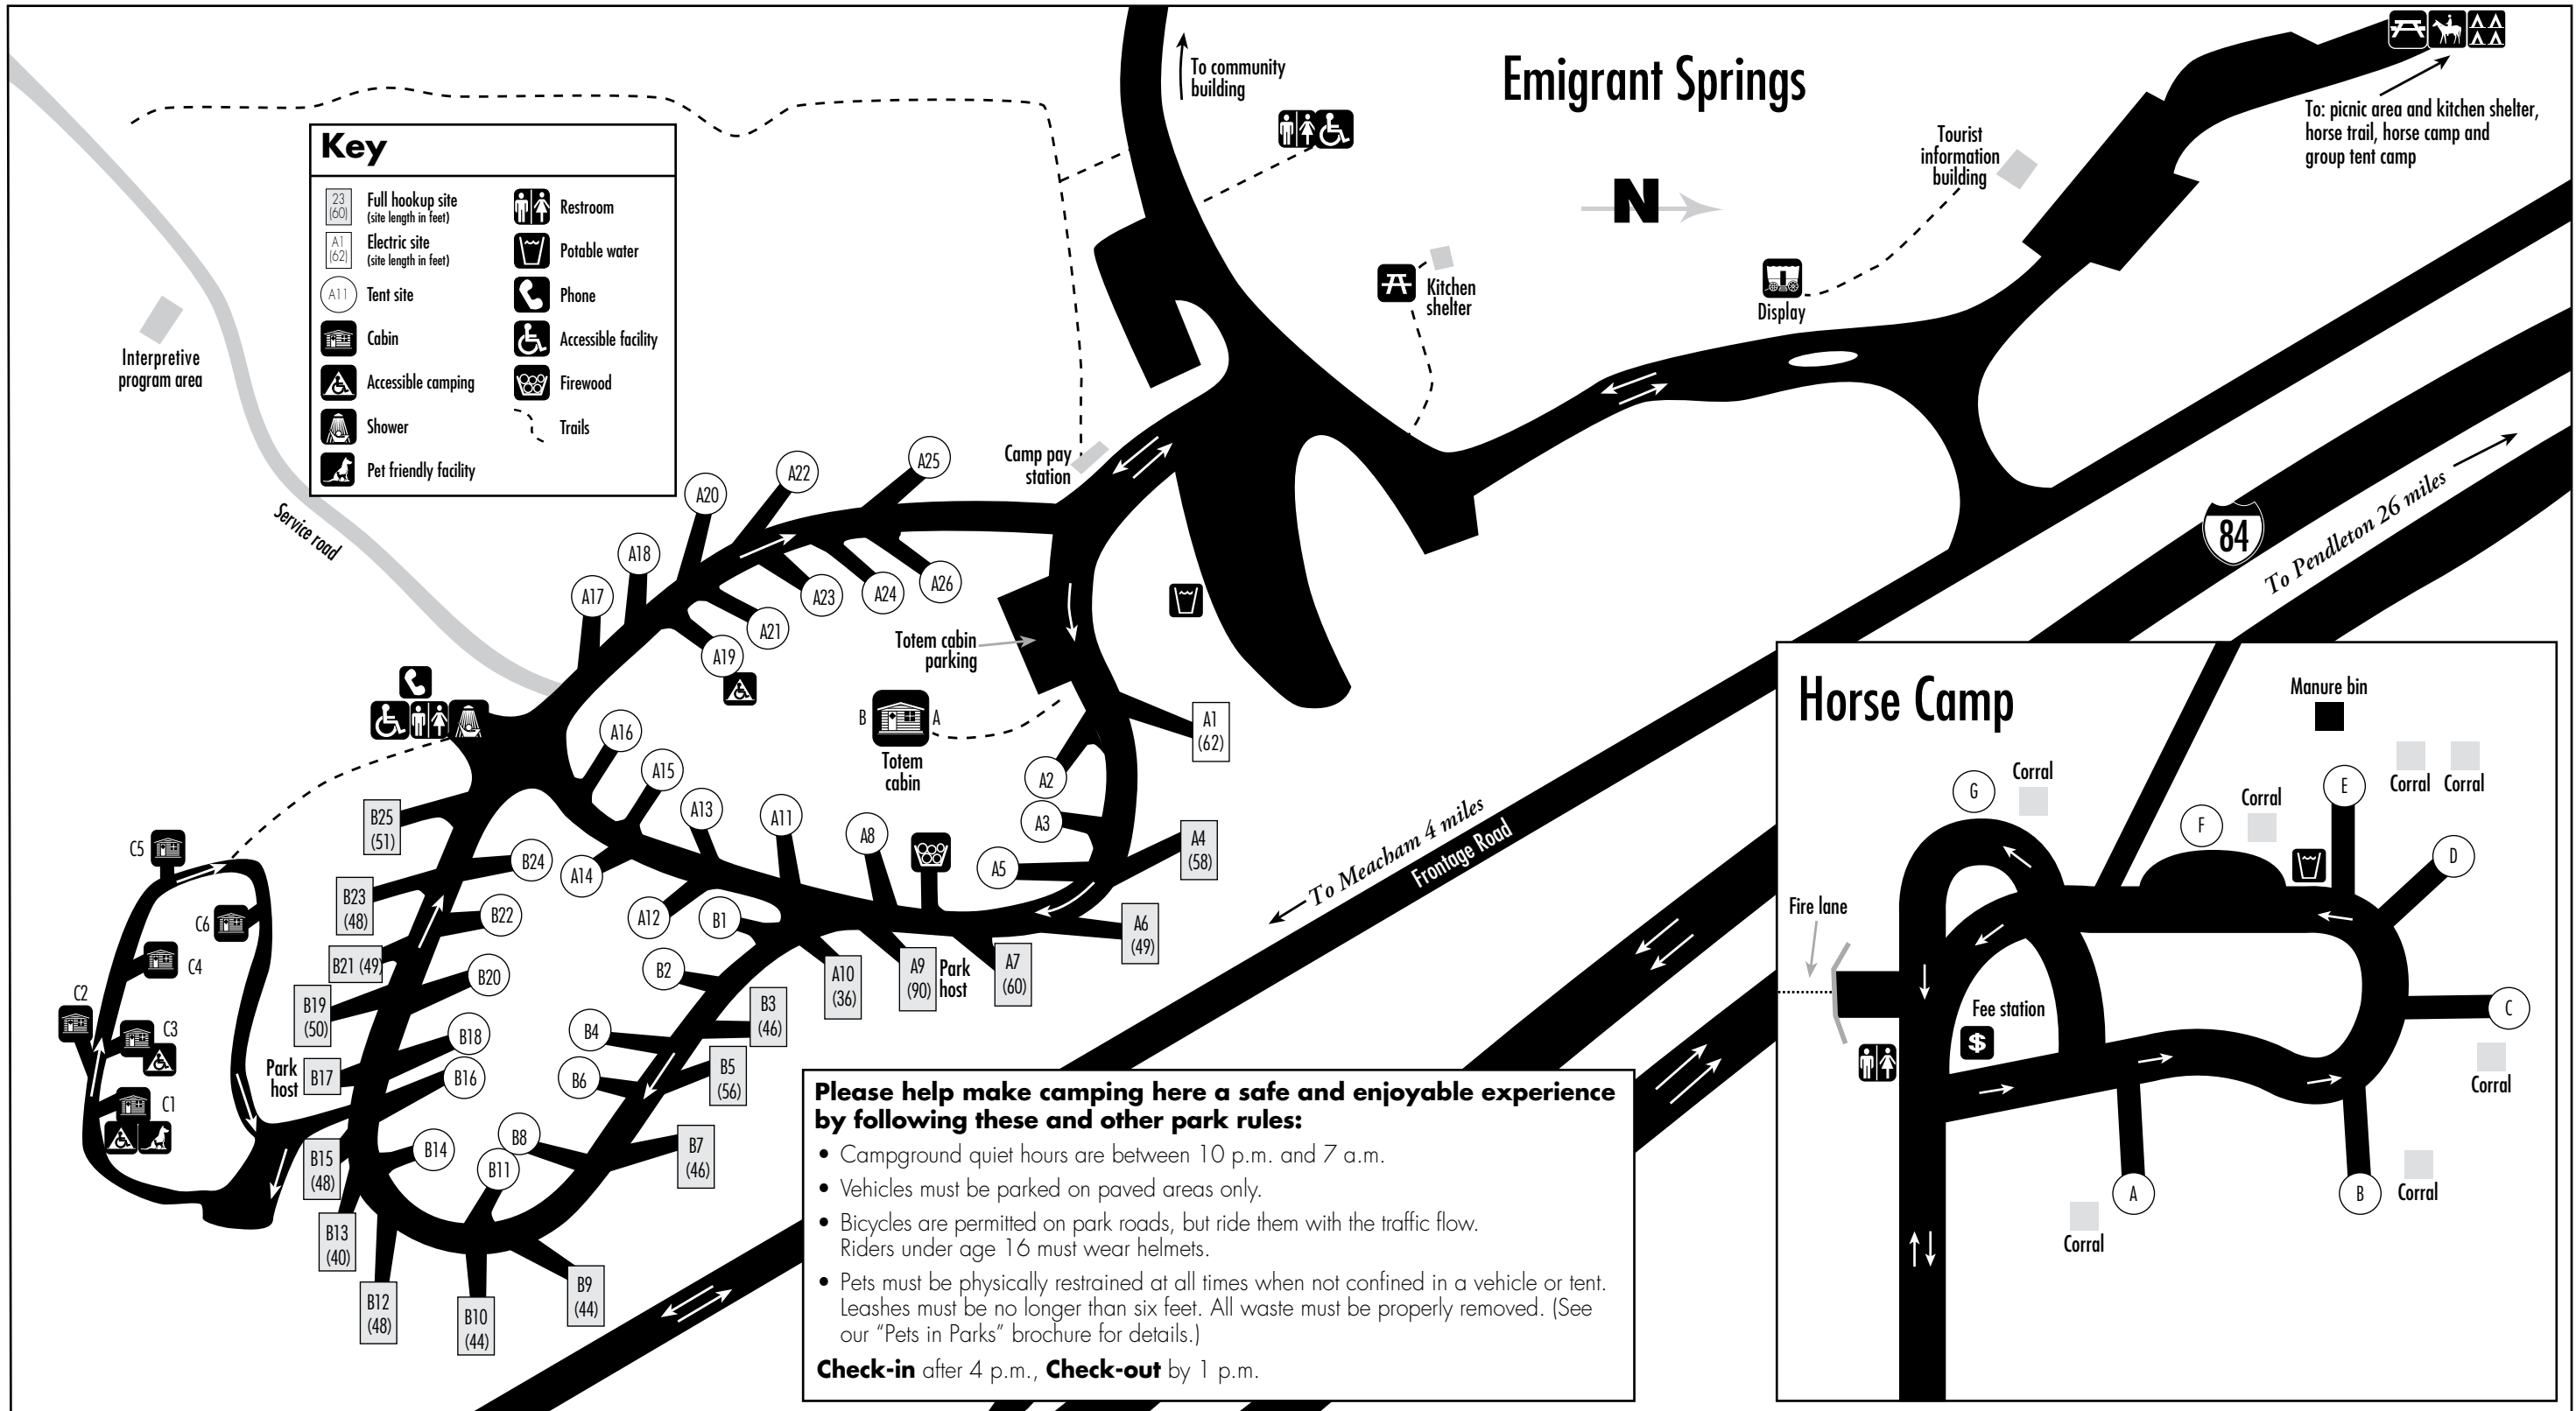 Emigrant Springs
To community
building
To: picnic area and kitchen shelter,
horse trail, horse camp and
group tent camp
Tourist
information
building
N
Display
Kitchen
shelter
Key
23
(60)
Full hookup site
(site length in feet)
A1
(62)
Electric site
(site length in feet)
A11
Tent site
Cabin
Accessible camping
Shower
Pet friendly facility
Restroom
Potable water
Phone
Accessible facility
Firewood
Trails
Interpretive
program area
Service road
Camp pay
station
84
To Pendleton 26 miles
A25
A22
A20
A18
A17
A26
A24
A23
A21
A19
Totem cabin
parking
B
A
Totem
cabin
A1
(62)
A2
A3
A4
(58)
A5
A6
(49)
A7
(60)
Park
host
A9
(90)
A8
A10
(36)
A11
A12
A13
A14
A15
A16
To Meacham 4 miles
Frontage Road
B1
B2
B3
(46)
B4
B5
(56)
B6
B7
(46)
B8
B11
B9
(44)
B10
(44)
B12
(48)
B13
(40)
B14
B15
(48)
B16
Park
host
B17
B18
B19
(50)
B20
B21 (49)
B22
B23
(48)
B24
B25
(51)
C5
C6
C4
C2
C3
C1
Please help make camping here a safe and enjoyable experience
by following these and other park rules:
• Campground quiet hours are between 10 p.m. and 7 a.m.
• Vehicles must be parked on paved areas only.
• Bicycles are permitted on park roads, but ride them with the traffic flow.
Riders under age 16 must wear helmets.
• Pets must be physically restrained at all times when not confined in a vehicle or tent.
Leashes must be no longer than six feet. All waste must be properly removed. (See
our “Pets in Parks” brochure for details.)
Check-in after 4 p.m., Check-out by 1 p.m.
Horse Camp
Manure bin
Corral
Corral
Corral
Corral
G
F
E
D
C
Corral
B
Corral
A
Corral
Fire lane
Fee station
$